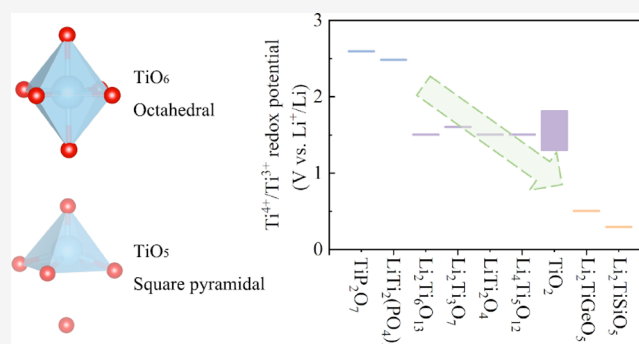 TiO₆
Octahedral
TiO₅
Square pyramidal
Ti⁴⁺/Ti³⁺ redox potential
(V vs. Li⁺/Li)
3
2
1
0
TiP₂O₇
LiTi₂(PO₄)
Li₂Ti₆O₁₃
Li₂Ti₃O₇
LiTi₂O₄
Li₄Ti₅O₁₂
TiO₂
Li₂TiGeO₅
Li₂TiSiO₅